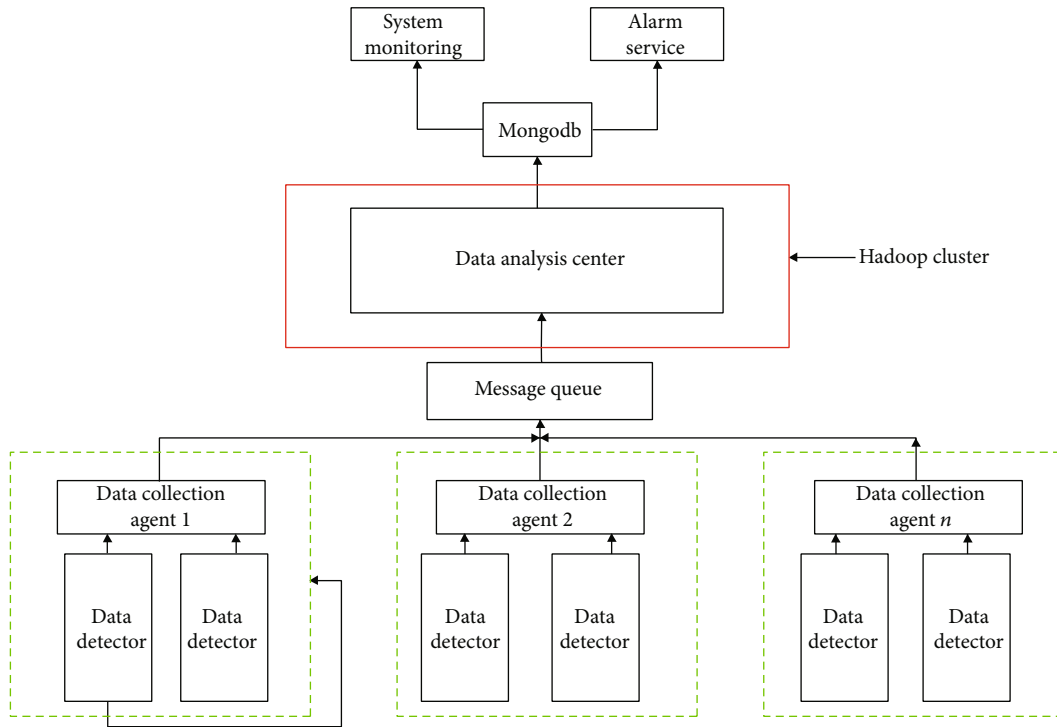 System
monitoring
Alarm
service
Mongodb
Data analysis center
Hadoop cluster
Message queue
Data collection
agent 1
Data collection
agent 2
Data collection
agent n
Data
detector
Data
detector
Data
detector
Data
detector
Data
detector
Data
detector